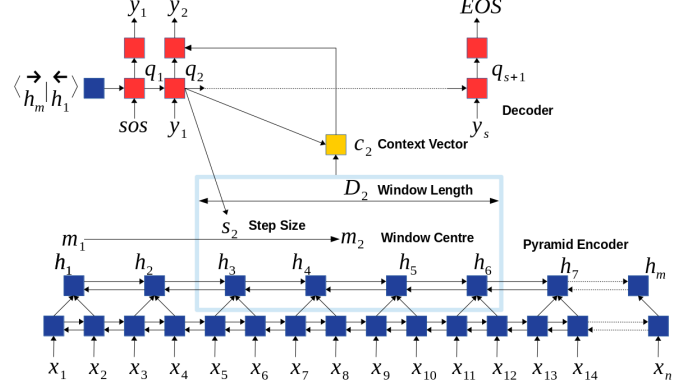 y1 y2 EOS
q1 q2 qs+1
⟨hm|h1⟩
Decoder
sos y1 ys
c2 Context Vector
D2 Window Length
s2 Step Size
m1 m2 Window Centre
Pyramid Encoder
h1 h2 h3 h4 h5 h6 h7 hm
x1 x2 x3 x4 x5 x6 x7 x8 x9 x10 x11 x12 x13 x14 xn